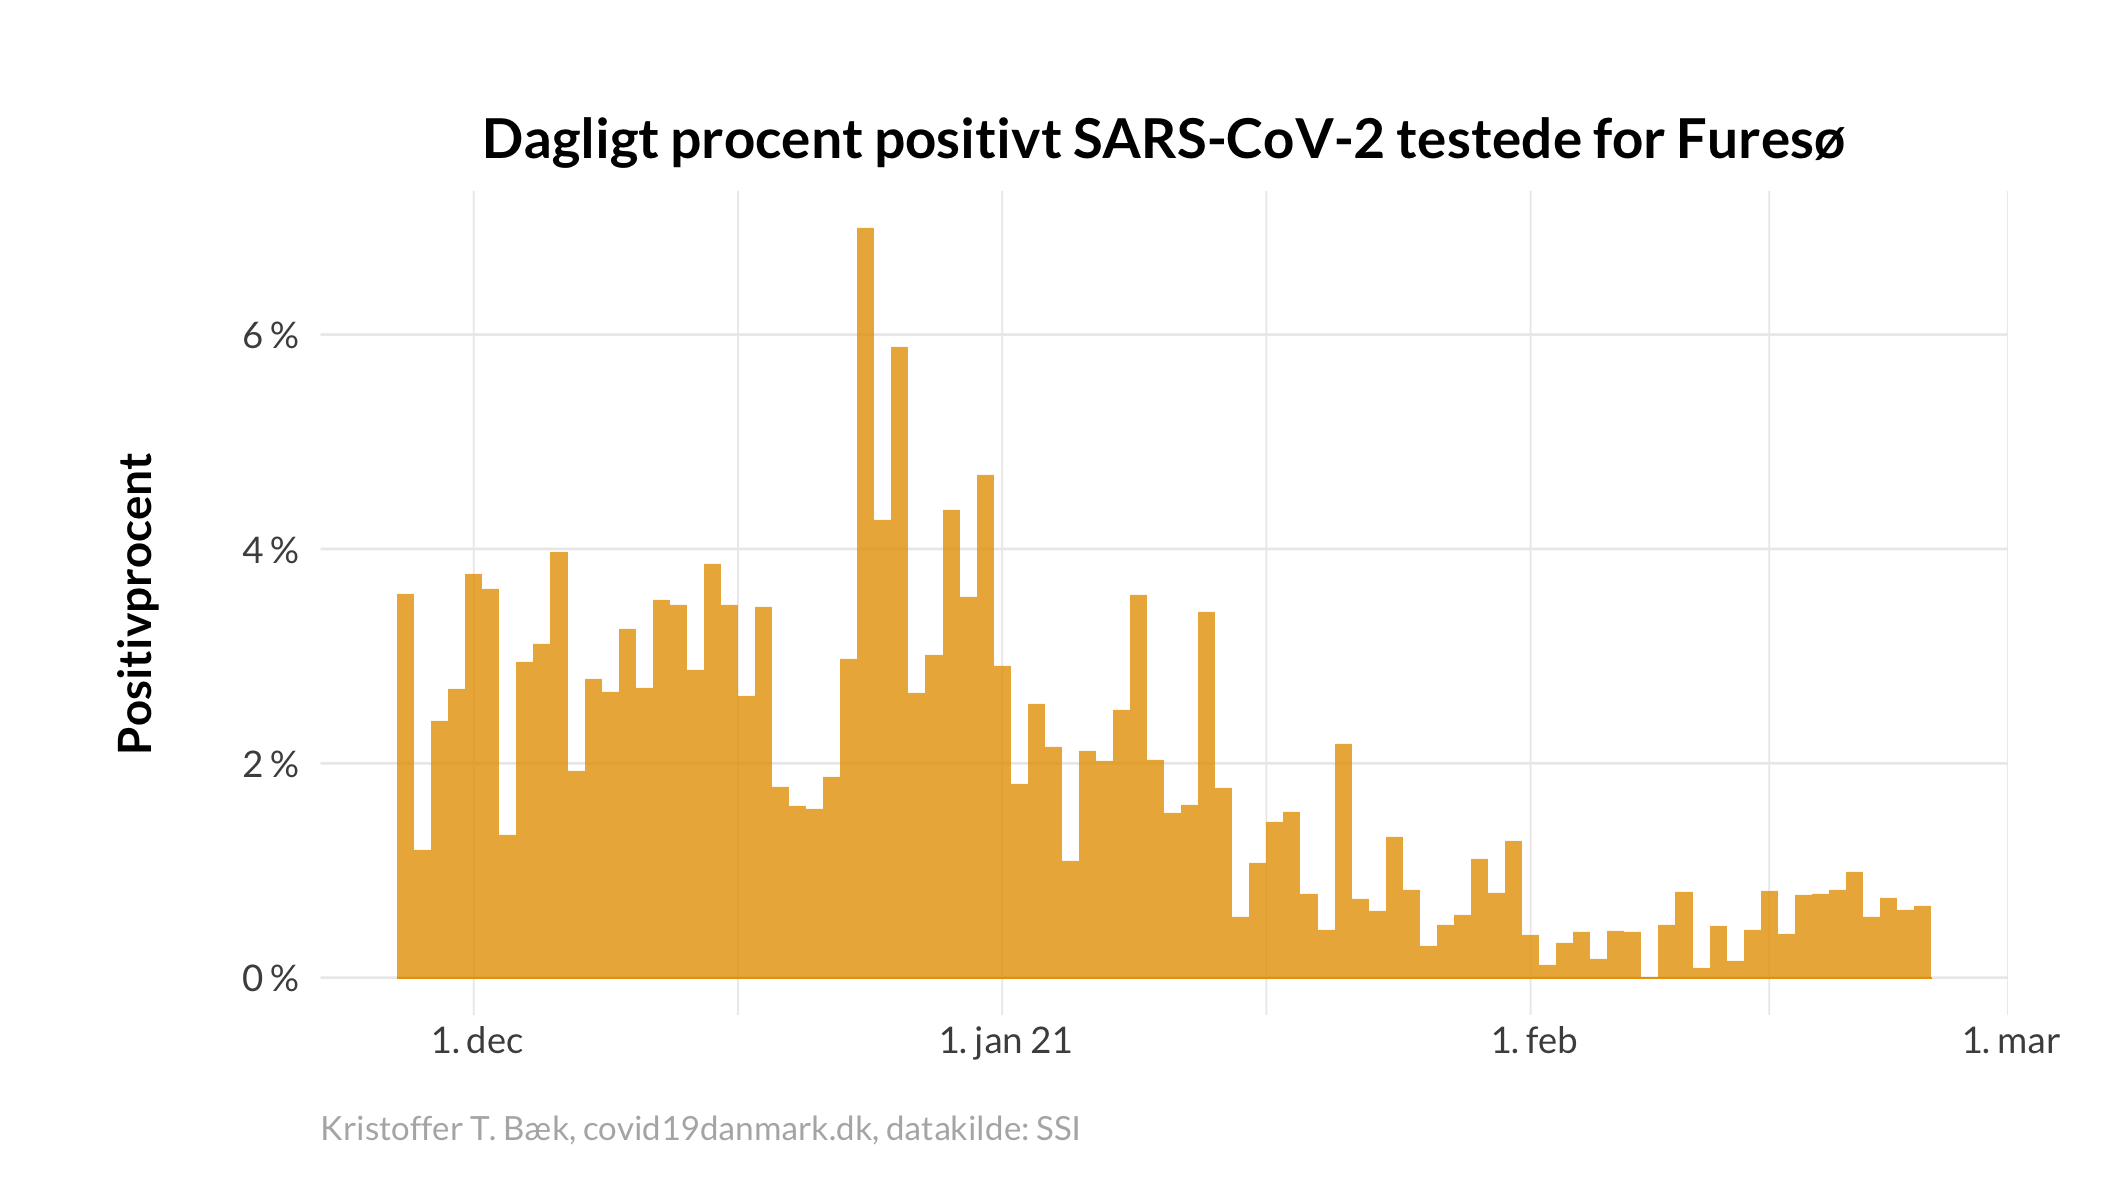 Dagligt procent positivt SARS-CoV-2 testede for Furesø
Positivprocent
6 %
4 %
2 %
0 %
1. dec
1. jan 21
1. feb
1. mar
Kristoffer T. Bæk, covid19danmark.dk, datakilde: SSI